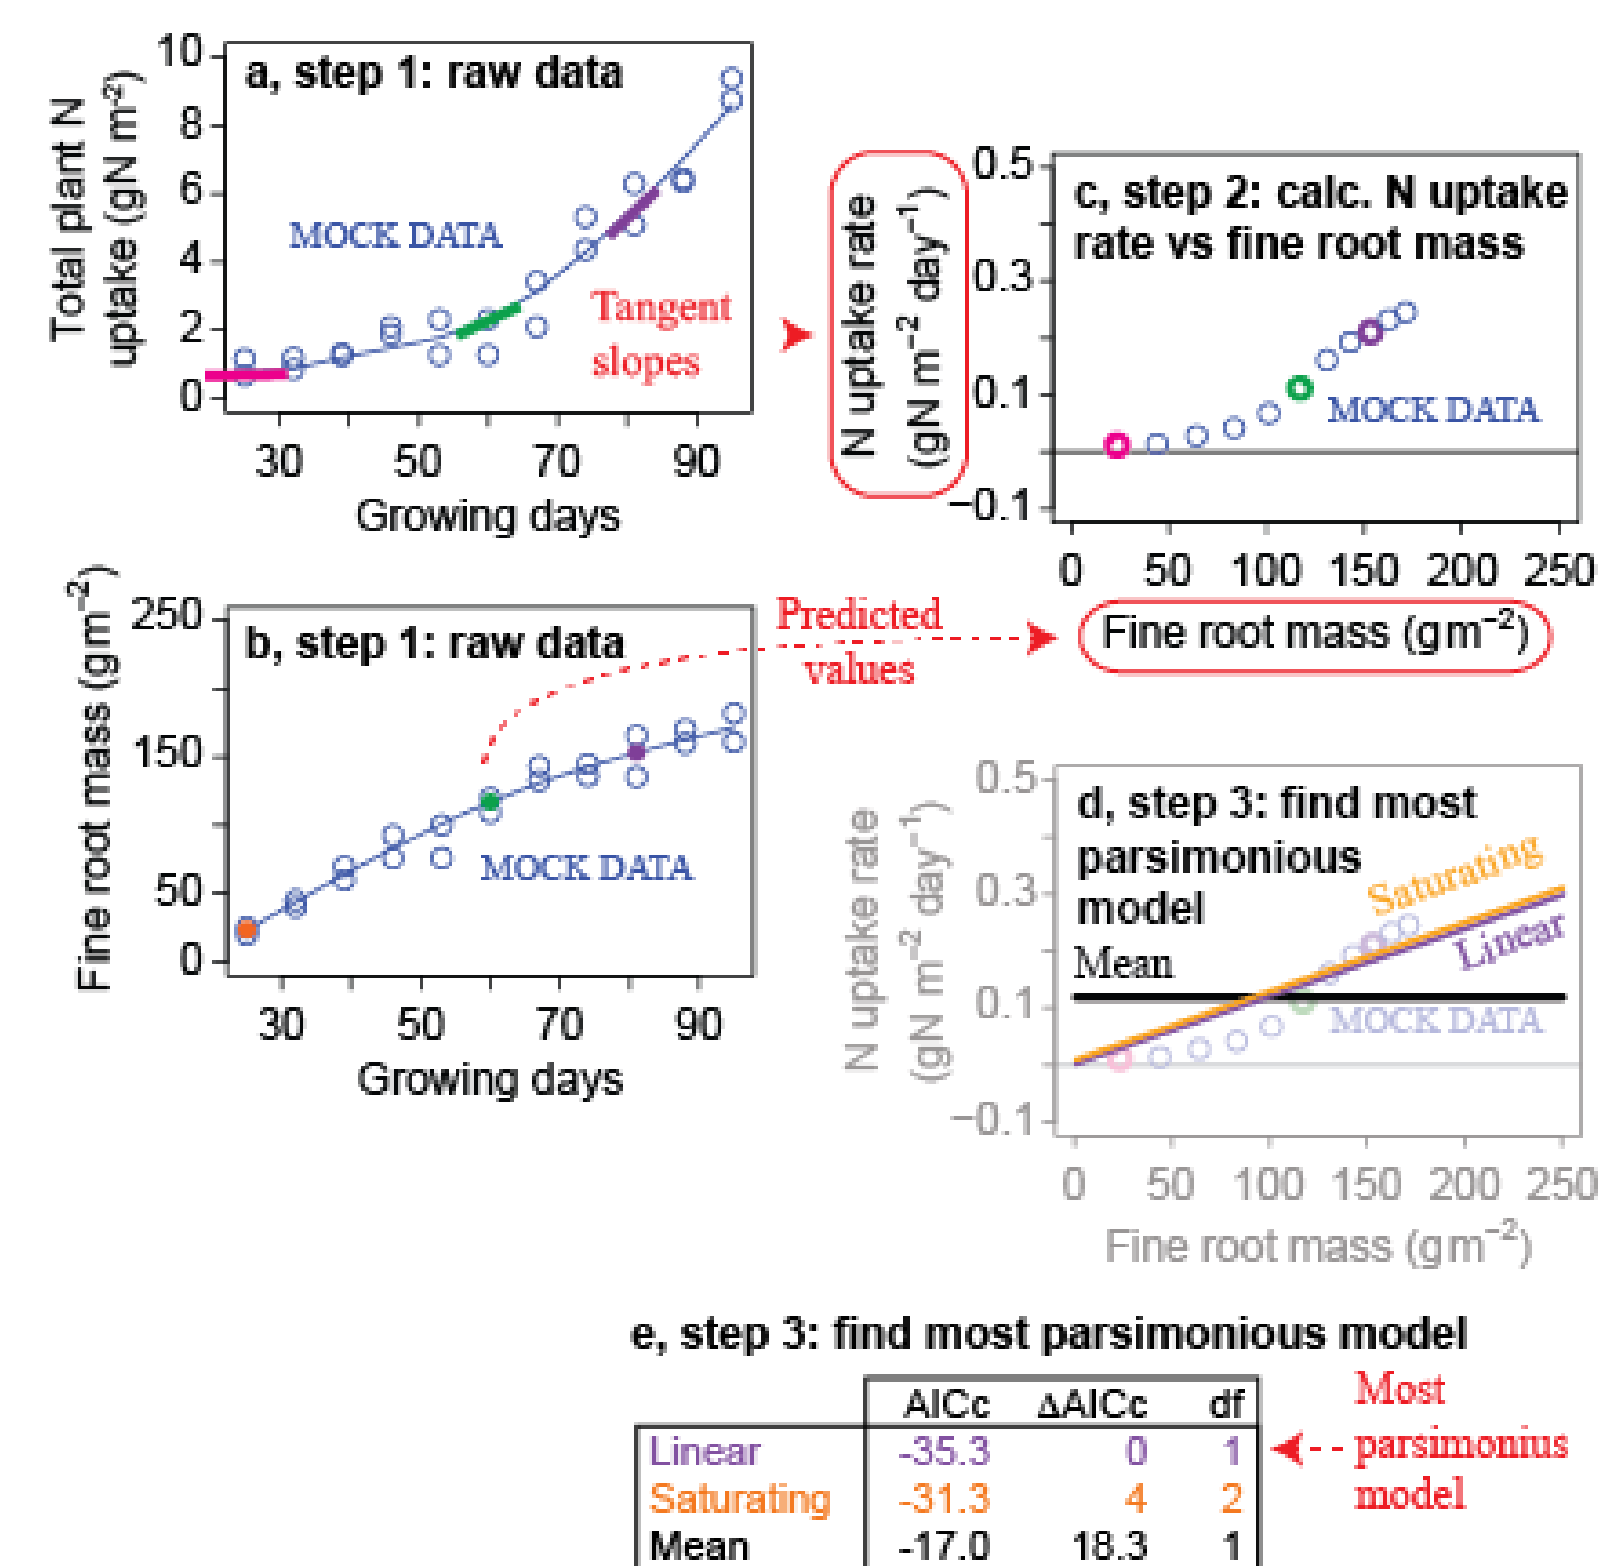 a, step 1: raw data
Total plant N
uptake (gN m⁻²)
10
8
6
4
2
0
MOCK DATA
Tangent
slopes
30 50 70 90
Growing days
c, step 2: calc. N uptake
rate vs fine root mass
N uptake rate
(gN m⁻² day⁻¹)
0.5
0.3
0.1
−0.1
MOCK DATA
0 50 100 150 200 250
Fine root mass (gm⁻²)
b, step 1: raw data
Fine root mass (gm⁻²)
250
150
50
0
MOCK DATA
30 50 70 90
Growing days
Predicted
values
d, step 3: find most
parsimonious
model
N uptake rate
(gN m⁻² day⁻¹)
0.5
0.3
0.1
−0.1
Saturating
Linear
Mean
MOCK DATA
0 50 100 150 200 250
Fine root mass (gm⁻²)
e, step 3: find most parsimonious model
AICc ΔAICc df
Linear -35.3 0 1
Saturating -31.3 4 2
Mean -17.0 18.3 1
Most
parsimonius
model